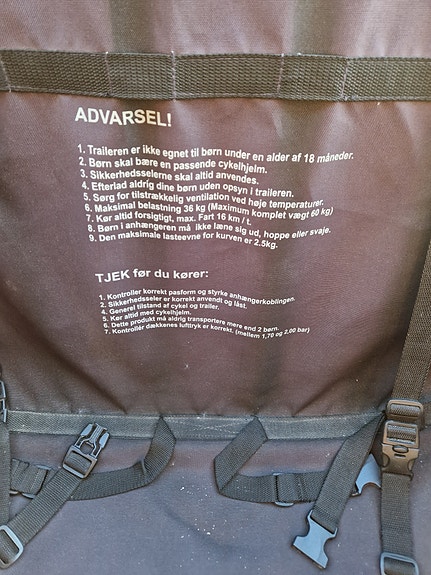 ADVARSEL!
1. Traileren er ikke egnet til børn under en alder af 18 måneder.
2. Børn skal bære en passende cykelhjelm.
3. Sikkerhedsselerne skal altid anvendes.
4. Efterlad aldrig dine børn uden opsyn i traileren.
5. Sørg for tilstrækkelig ventilation ved høje temperaturer.
6. Maksimal belastning 36 kg (Maximum komplet vægt 60 kg)
7. Kør altid forsigtigt, max. Fart 16 km / t.
8. Børn i anhængeren må ikke læne sig ud, hoppe eller svaje.
9. Den maksimale lasteevne for kurven er 2.5kg.
TJEK før du kører:
1. Kontroller korrekt pasform og styrke anhængerkoblingen.
2. Sikkerhedsseler er korrekt anvendt og låst.
4. Generel tilstand af cykel og trailer.
5. Kør altid med cykelhjelm.
6. Dette produkt må aldrig transportere mere end 2 børn.
7. Kontrollér dækkenes lufttryk er korrekt. (mellem 1,70 og 2,00 bar)